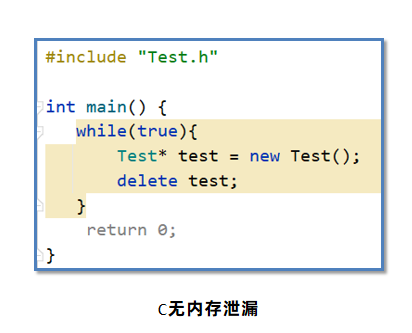 #include "Test.h"
int main() {
while(true){
Test* test = new Test();
delete test;
}
return 0;
}
C无内存泄漏